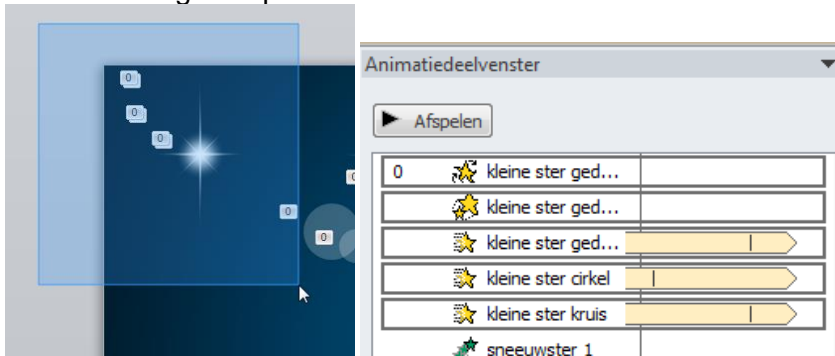 0
0
0
0
0
Animatiedeelvenster
Afspelen
0 kleine ster ged...
kleine ster ged...
kleine ster ged...
kleine ster cirkel
kleine ster kruis
sneeuwster 1